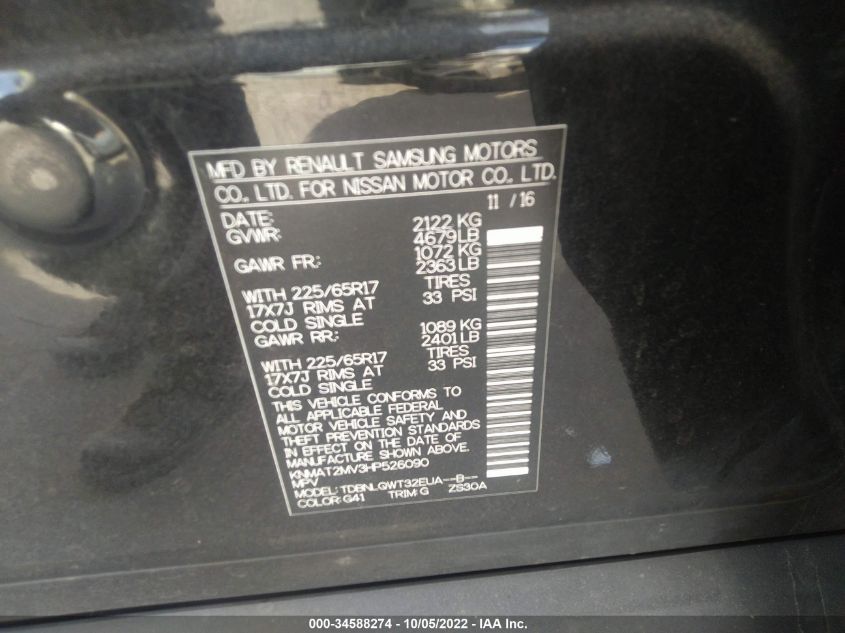 MFD BY RENAULT SAMSUNG MOTORS
CO., LTD. FOR NISSAN MOTOR CO., LTD.
DATE: 11 / 16
GVWR: 2122 KG
4679 LB
GAWR FR: 1072 KG
2363 LB
WITH 225/65R17 TIRES
17X7J RIMS AT 33 PSI
COLD SINGLE
GAWR RR: 1089 KG
2401 LB
WITH 225/65R17 TIRES
17X7J RIMS AT 33 PSI
COLD SINGLE
THIS VEHICLE CONFORMS TO
ALL APPLICABLE FEDERAL
MOTOR VEHICLE SAFETY AND
THEFT PREVENTION STANDARDS
IN EFFECT ON THE DATE OF
MANUFACTURE SHOWN ABOVE.
KNMAT2MV3HP526090
MPV
MODEL: TDBNLGWT32EUA--B--
COLOR: G41 TRIM: G ZS30A
000-34588274 - 10/05/2022 - IAA Inc.